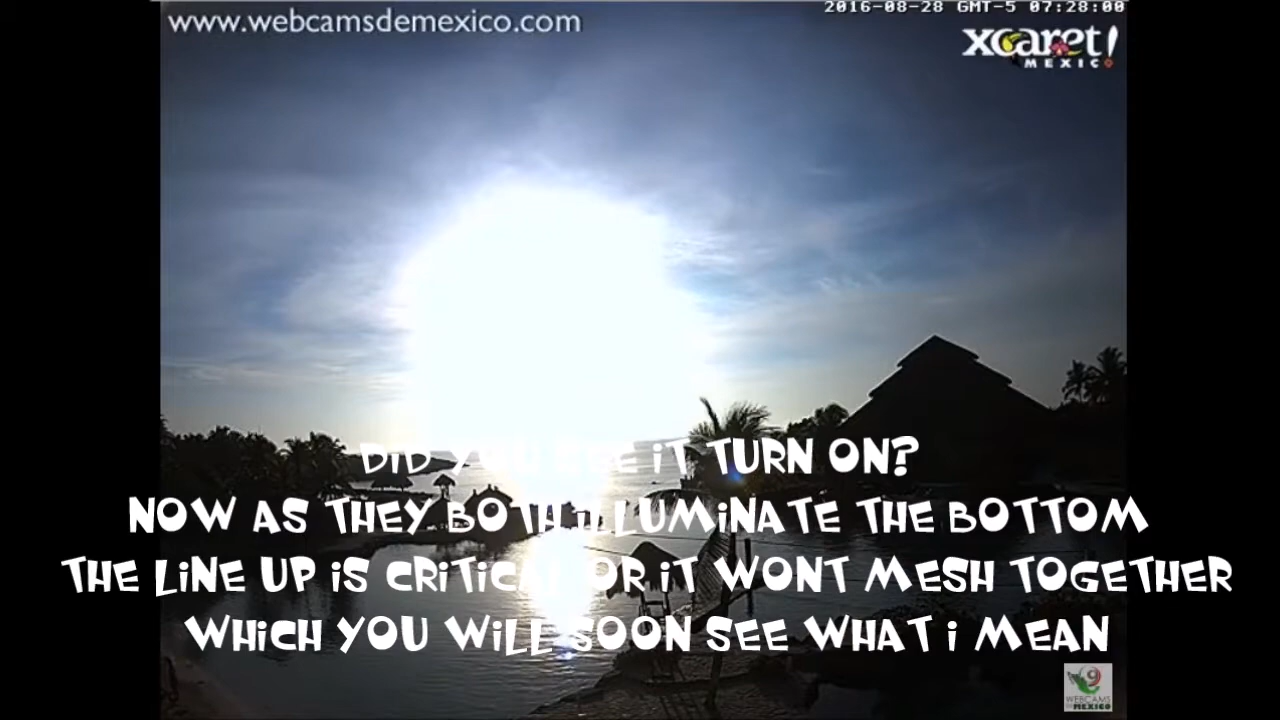 www.webcamsdemexico.com
2016-08-28 GMT-5 07:28:00
xcaret!
MEXICO
DiD YOU SEE iT TURN ON?
NOW AS THEY BOTH iLLUMiNATE THE BOTTOM
THE LiNE UP iS CRiTiCAL OR iT WONT MESH TOGETHER
WHiCH YOU WiLL SOON SEE WHAT i MEAN
WEBCAMS
MEXICO